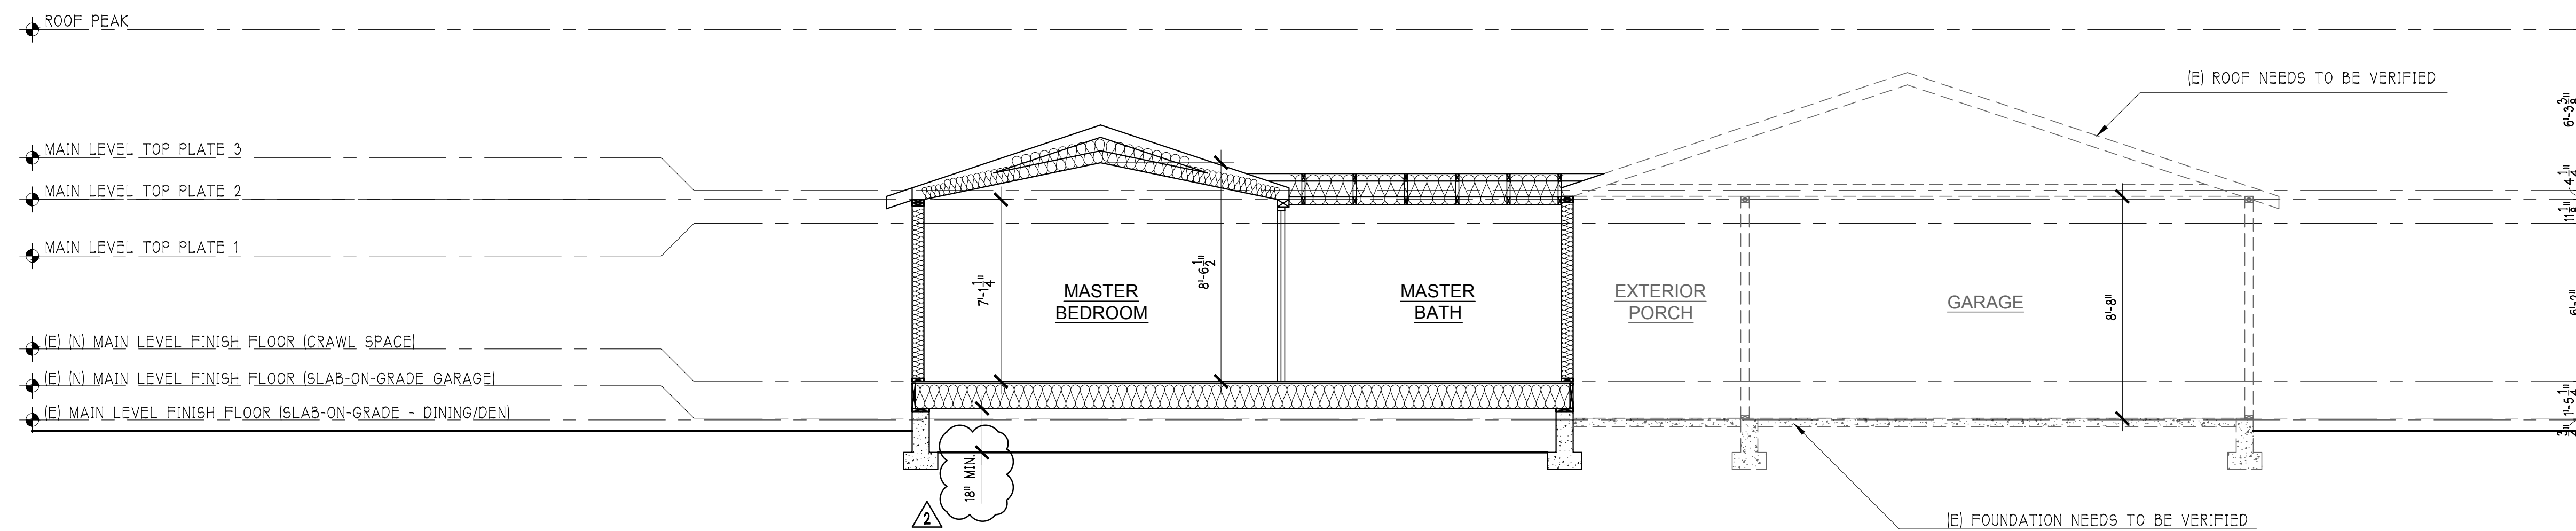 ROOF PEAK
(E) ROOF NEEDS TO BE VERIFIED
6'-3 3/8"
MAIN LEVEL TOP PLATE 3
4 1/4"
MAIN LEVEL TOP PLATE 2
11 1/8"
MAIN LEVEL TOP PLATE 1
7'-1 1/4"
8'-6 1/2"
MASTER
BEDROOM
MASTER
BATH
EXTERIOR
PORCH
GARAGE
8'-8"
6'-2"
(E) (N) MAIN LEVEL FINISH FLOOR (CRAWL SPACE)
(E) (N) MAIN LEVEL FINISH FLOOR (SLAB-ON-GRADE GARAGE)
1'-5 1/4"
(E) MAIN LEVEL FINISH FLOOR (SLAB-ON-GRADE - DINING/DEN)
18" MIN.
2
(E) FOUNDATION NEEDS TO BE VERIFIED